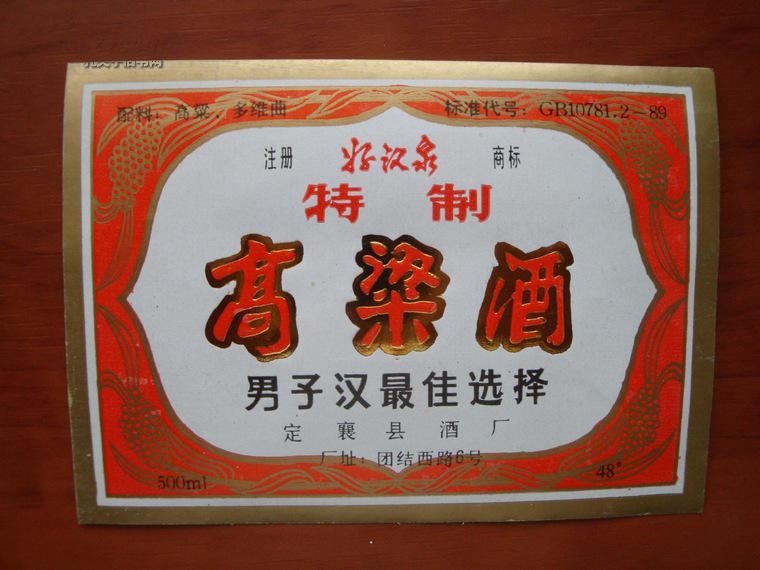 配料：高粱、多维曲 标准代号：GB10781.2—89
注册 好汉泉 商标
特制
高粱酒
男子汉最佳选择
定襄县酒厂
厂址：团结西路6号
500ml 48°